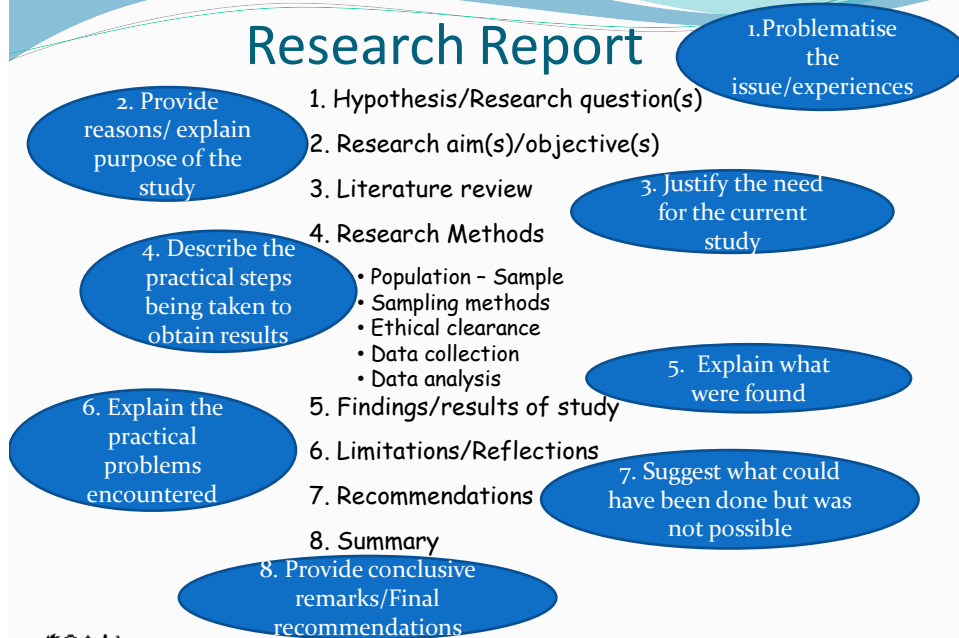 Research Report
1.Problematise
the
issue/experiences
1. Hypothesis/Research question(s)
2. Provide
reasons/ explain
purpose of the
study
2. Research aim(s)/objective(s)
3. Literature review
3. Justify the need
for the current
study
4. Research Methods
4. Describe the
practical steps
being taken to
obtain results
• Population – Sample
• Sampling methods
• Ethical clearance
• Data collection
• Data analysis
5. Explain what
were found
5. Findings/results of study
6. Explain the
practical
problems
encountered
6. Limitations/Reflections
7. Recommendations
7. Suggest what could
have been done but was
not possible
8. Summary
8. Provide conclusive
remarks/Final
recommendations